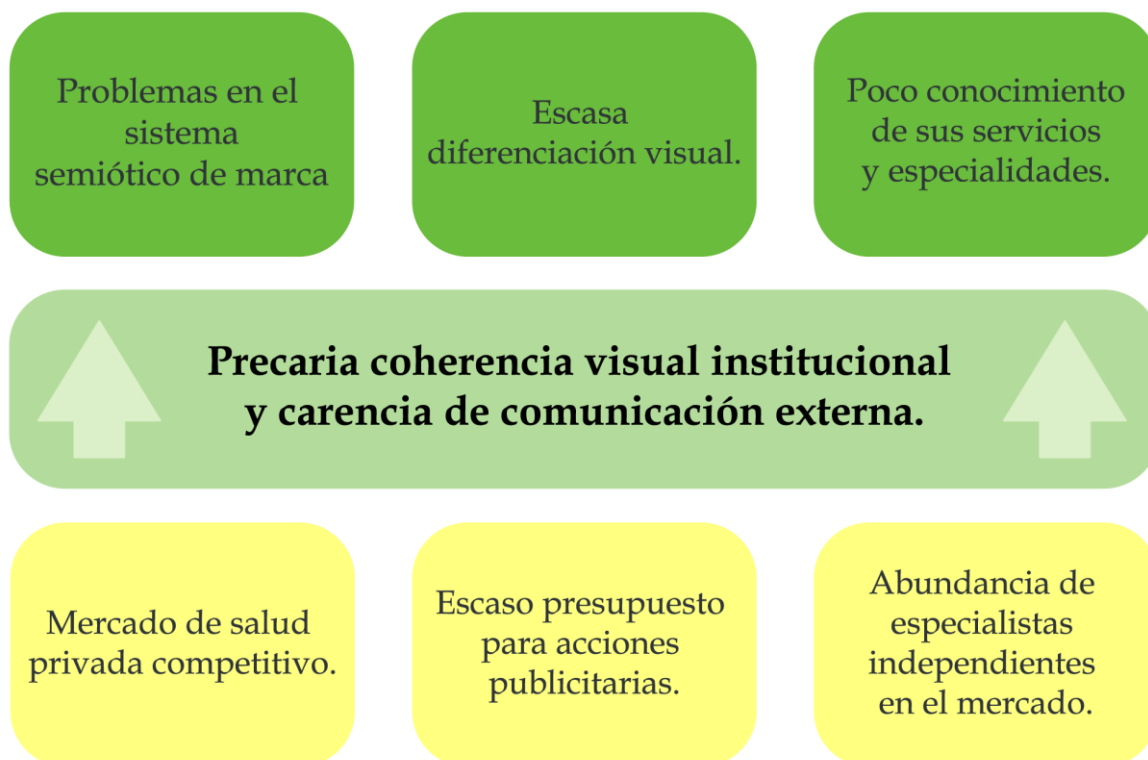 Problemas en el
sistema
semiótico de marca
Escasa
diferenciación visual.
Poco conocimiento
de sus servicios
y especialidades.
Precaria coherencia visual institucional
y carencia de comunicación externa.
Mercado de salud
privada competitivo.
Escaso presupuesto
para acciones
publicitarias.
Abundancia de
especialistas
independientes
en el mercado.